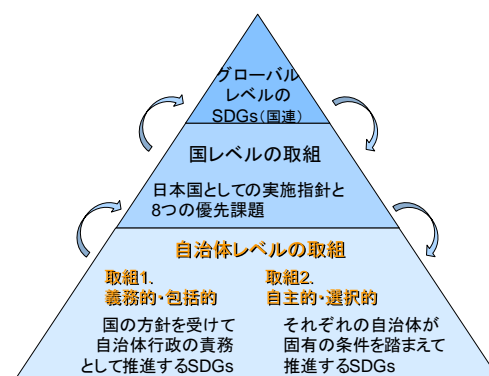 グローバル
レベルの
SDGs(国連)
国レベルの取組
日本国としての実施指針と
8つの優先課題
自治体レベルの取組
取組1.
義務的・包括的
国の方針を受けて
自治体行政の責務
として推進するSDGs
取組2.
自主的・選択的
それぞれの自治体が
固有の条件を踏まえて
推進するSDGs